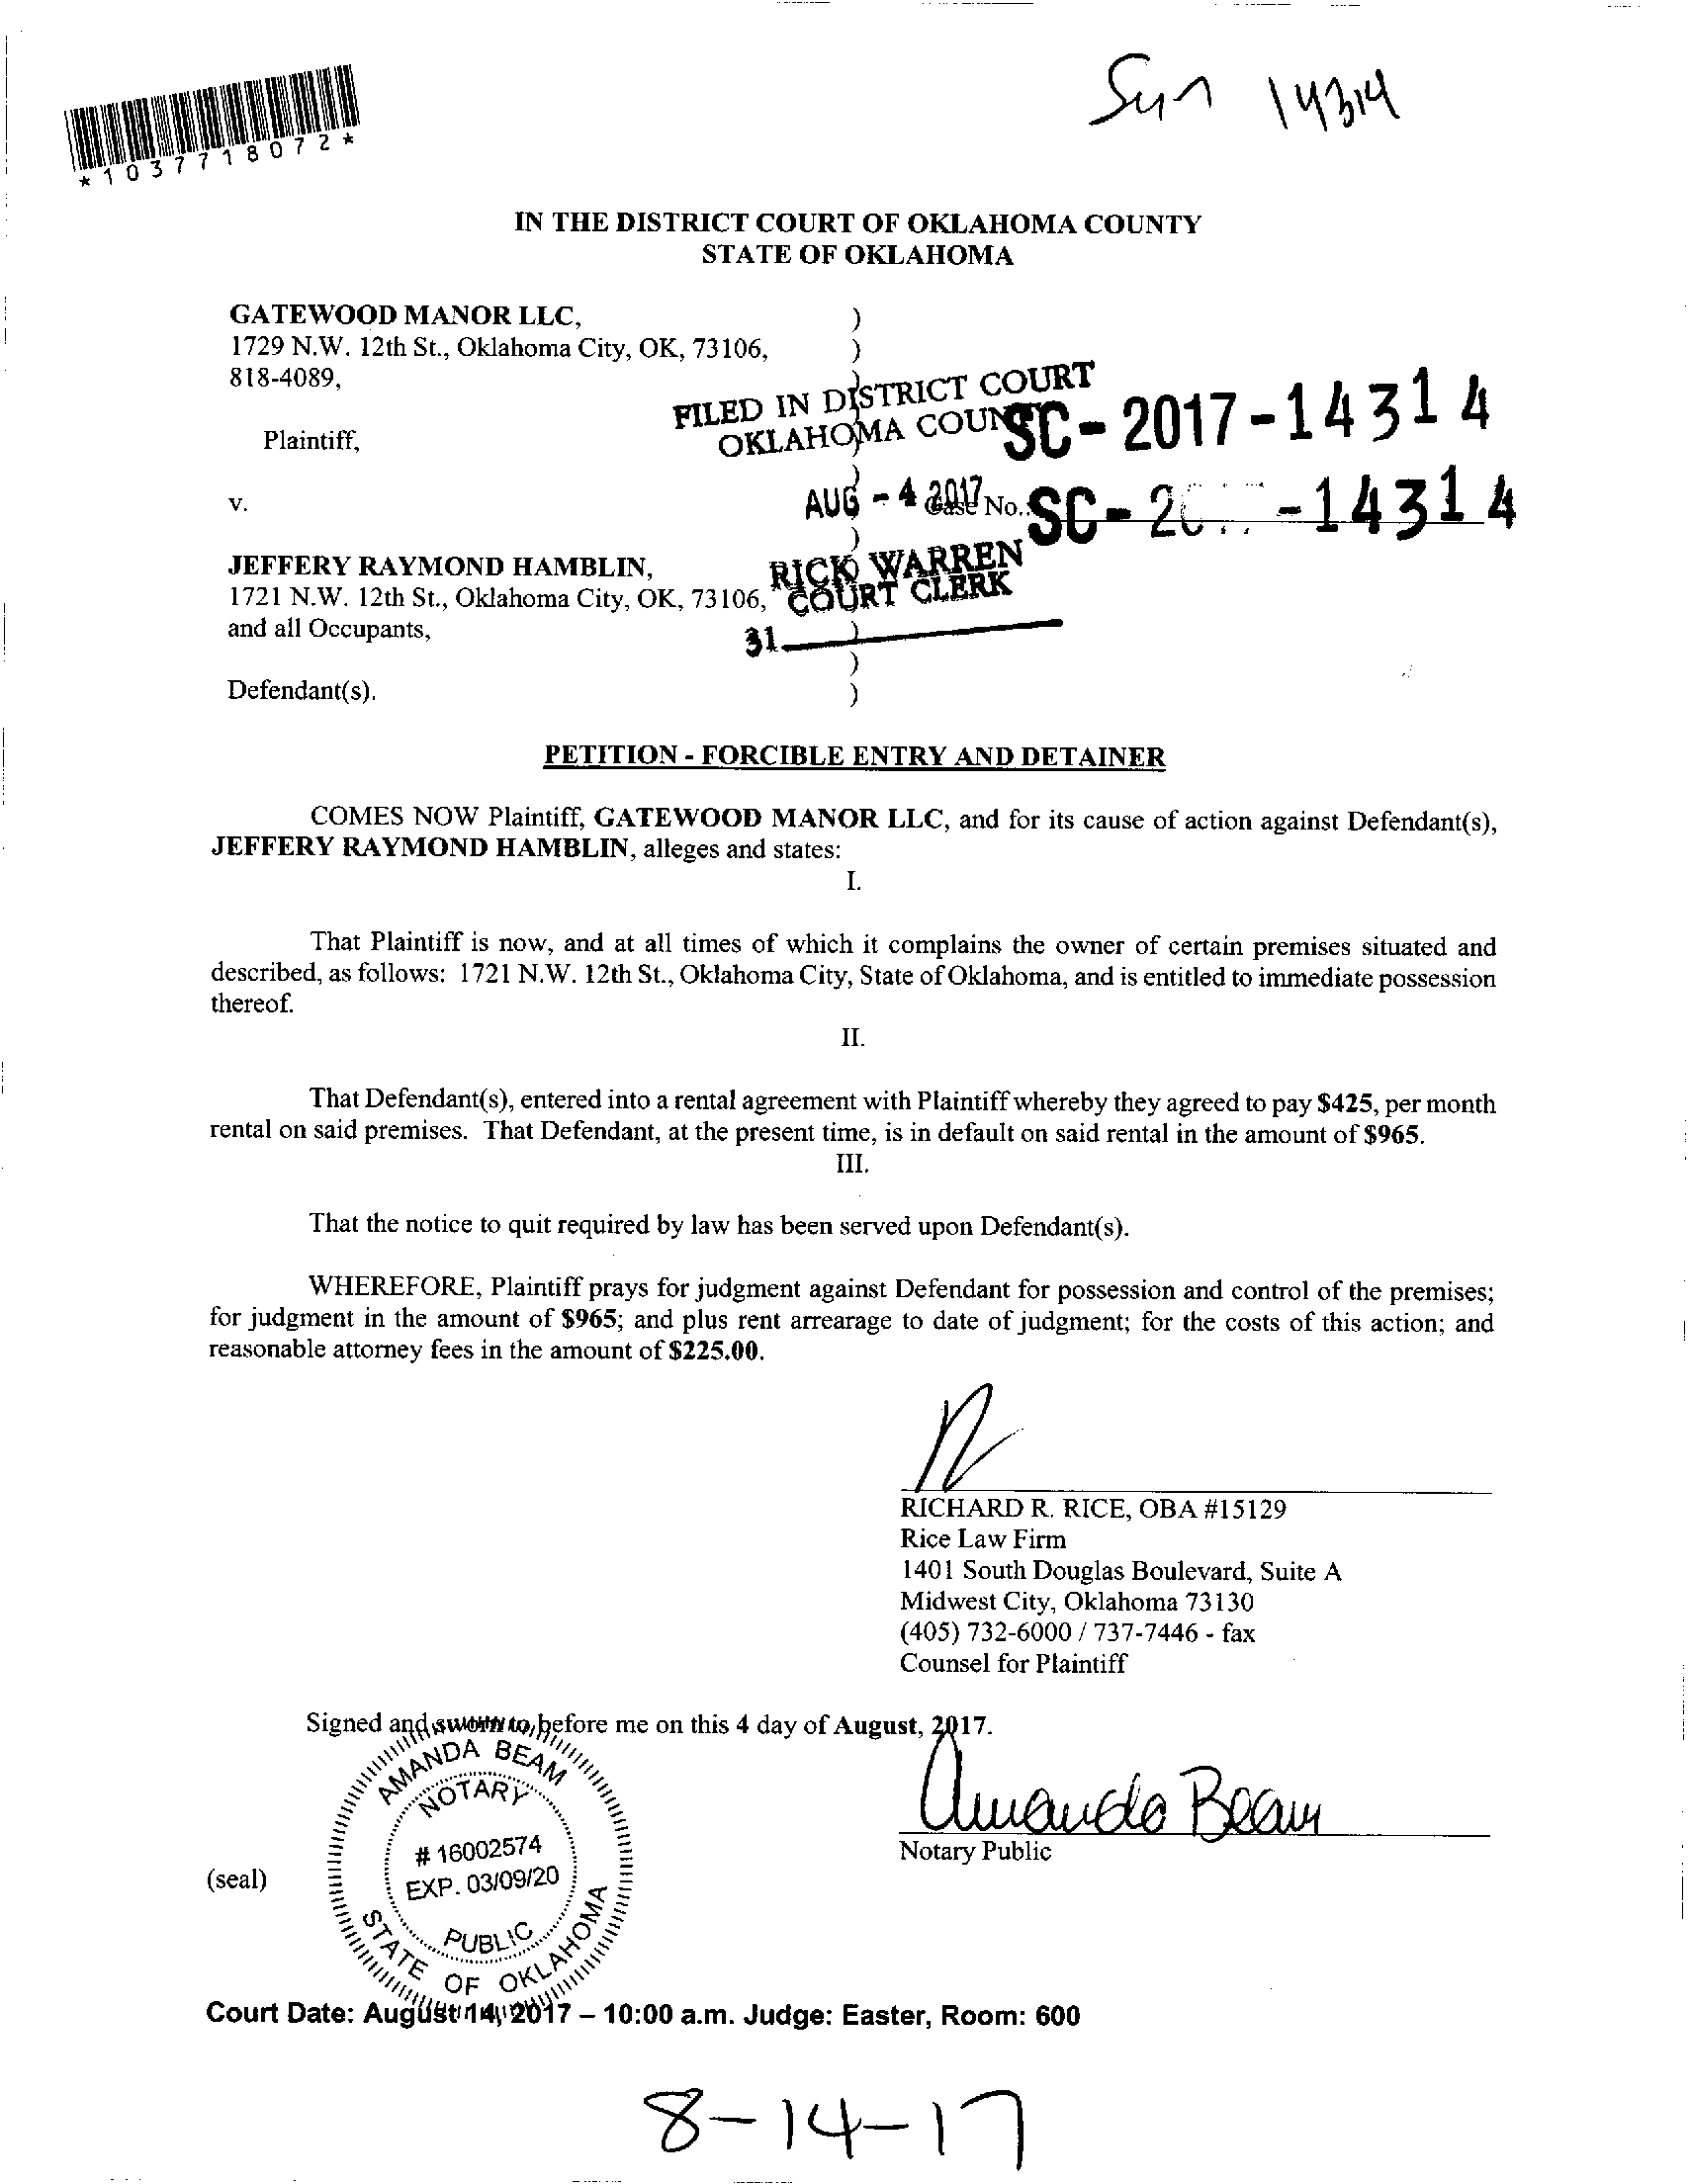 Syn 14314
*1037718072*
IN THE DISTRICT COURT OF OKLAHOMA COUNTY
STATE OF OKLAHOMA
GATEWOOD MANOR LLC, )
1729 N.W. 12th St., Oklahoma City, OK, 73106, )
818-4089, )
FILED IN DISTRICT COURT
OKLAHOMA COUNTY
SC-2017-14314
Plaintiff, )
v. )
AUG - 4 2017
Case No.: SC-2017-14314
JEFFERY RAYMOND HAMBLIN, )
1721 N.W. 12th St., Oklahoma City, OK, 73106, )
and all Occupants, )
RICK WARREN
COURT CLERK
31
)
Defendant(s). )
PETITION - FORCIBLE ENTRY AND DETAINER
COMES NOW Plaintiff, GATEWOOD MANOR LLC, and for its cause of action against Defendant(s),
JEFFERY RAYMOND HAMBLIN, alleges and states:
I.
That Plaintiff is now, and at all times of which it complains the owner of certain premises situated and
described, as follows: 1721 N.W. 12th St., Oklahoma City, State of Oklahoma, and is entitled to immediate possession
thereof.
II.
That Defendant(s), entered into a rental agreement with Plaintiff whereby they agreed to pay $425, per month
rental on said premises. That Defendant, at the present time, is in default on said rental in the amount of $965.
III.
That the notice to quit required by law has been served upon Defendant(s).
WHEREFORE, Plaintiff prays for judgment against Defendant for possession and control of the premises;
for judgment in the amount of $965; and plus rent arrearage to date of judgment; for the costs of this action; and
reasonable attorney fees in the amount of $225.00.
RICHARD R. RICE, OBA #15129
Rice Law Firm
1401 South Douglas Boulevard, Suite A
Midwest City, Oklahoma 73130
(405) 732-6000 / 737-7446 - fax
Counsel for Plaintiff
Signed and sworn to before me on this 4 day of August, 2017.
Amanda Beam
Notary Public
(seal)
AMANDA BEAM
NOTARY
# 16002574
EXP. 03/09/20
PUBLIC
STATE OF OKLAHOMA
Court Date: August 14, 2017 – 10:00 a.m. Judge: Easter, Room: 600
8-14-17